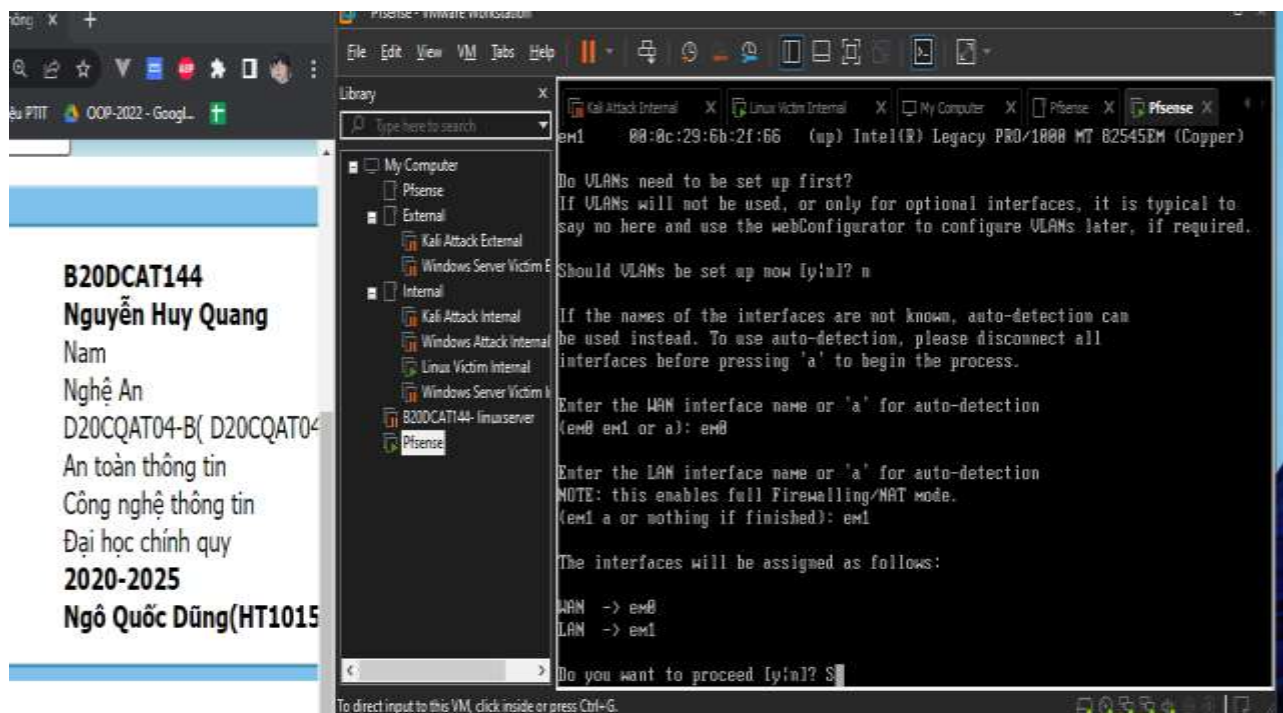 ông X +
êu PTIT OOP-2022 - Googl...
B20DCAT144
Nguyễn Huy Quang
Nam
Nghệ An
D20CQAT04-B( D20CQAT04
An toàn thông tin
Công nghệ thông tin
Đại học chính quy
2020-2025
Ngô Quốc Dũng(HT1015
Pfsense - VMware Workstation
File Edit View VM Tabs Help
Library X
Type here to search
My Computer
Pfsense
External
Kali Attack External
Windows Server Victim E
Internal
Kali Attack Internal
Windows Attack Internal
Linux Victim Internal
Windows Server Victim I
B20DCAT144- linuxserver
Pfsense
Kali Attack Internal X Linux Victim Internal X My Computer X Pfsense X Pfsense X
em1 00:0c:29:6b:2f:66 (up) Intel(R) Legacy PRO/1000 MT 82545EM (Copper)
Do VLANs need to be set up first?
If VLANs will not be used, or only for optional interfaces, it is typical to
say no here and use the webConfigurator to configure VLANs later, if required.
Should VLANs be set up now [y|n]? n
If the names of the interfaces are not known, auto-detection can
be used instead. To use auto-detection, please disconnect all
interfaces before pressing 'a' to begin the process.
Enter the WAN interface name or 'a' for auto-detection
(em0 em1 or a): em0
Enter the LAN interface name or 'a' for auto-detection
NOTE: this enables full Firewalling/NAT mode.
(em1 a or nothing if finished): em1
The interfaces will be assigned as follows:
WAN -> em0
LAN -> em1
Do you want to proceed [y|n]? S
To direct input to this VM, click inside or press Ctrl+G.